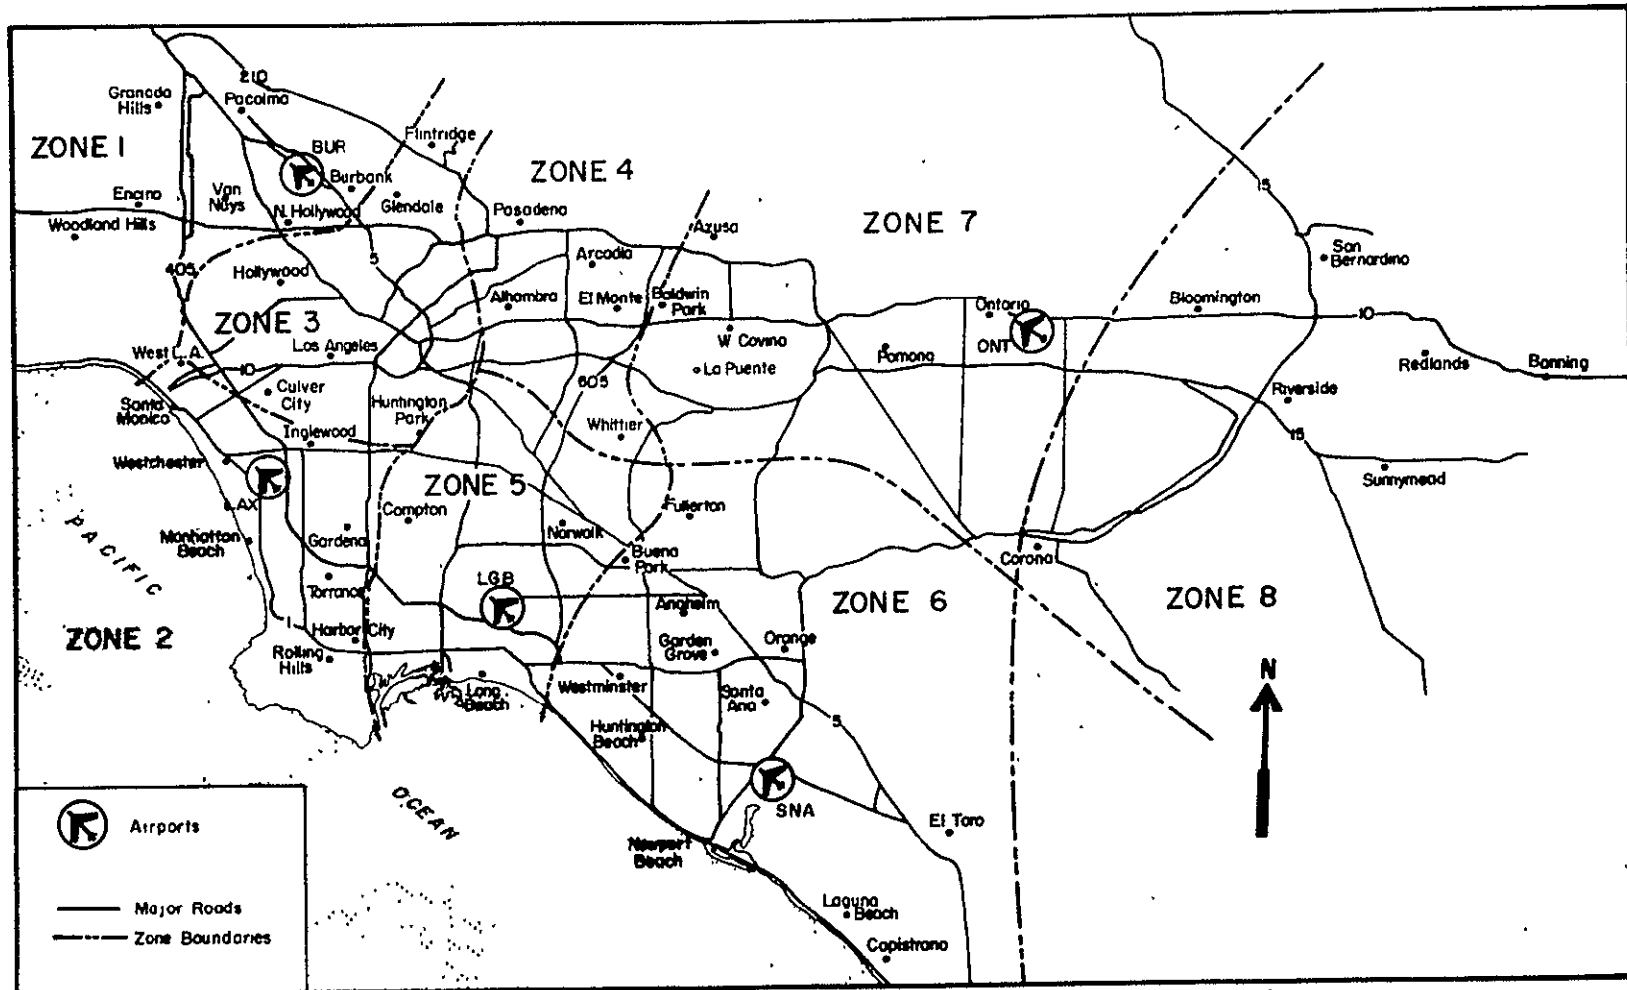 210
Granada
Hills
Pacoima
Flintridge
ZONE 1
BUR
ZONE 4
Burbank
Encino
Van
Nuys
N. Hollywood
Glendale
Pasadena
Azusa
ZONE 7
15
Woodland Hills
San
Bernardino
405
Hollywood
5
Arcadia
Alhambra
El Monte
Baldwin
Park
Ontario
Bloomington
ZONE 3
10
West L.A.
Los Angeles
W. Covina
Pomona
ONT
Redlands
Banning
10
La Puente
605
Riverside
Culver
City
Santa
Monica
Huntington
Park
Inglewood
Whittier
15
Westchester
Sunnymead
ZONE 5
LAX
Compton
Fullerton
PACIFIC
Manhattan
Beach
Gardena
Norwalk
Buena
Park
Corona
LGB
Torrance
Anaheim
ZONE 6
ZONE 8
ZONE 2
1
Harbor City
Rolling
Hills
Garden
Grove
Orange
N
Long
Beach
Westminster
Santa
Ana
5
Huntington
Beach
SNA
OCEAN
El Toro
Airports
Newport
Beach
Major Roads
Laguna
Beach
Zone Boundaries
Capistrano